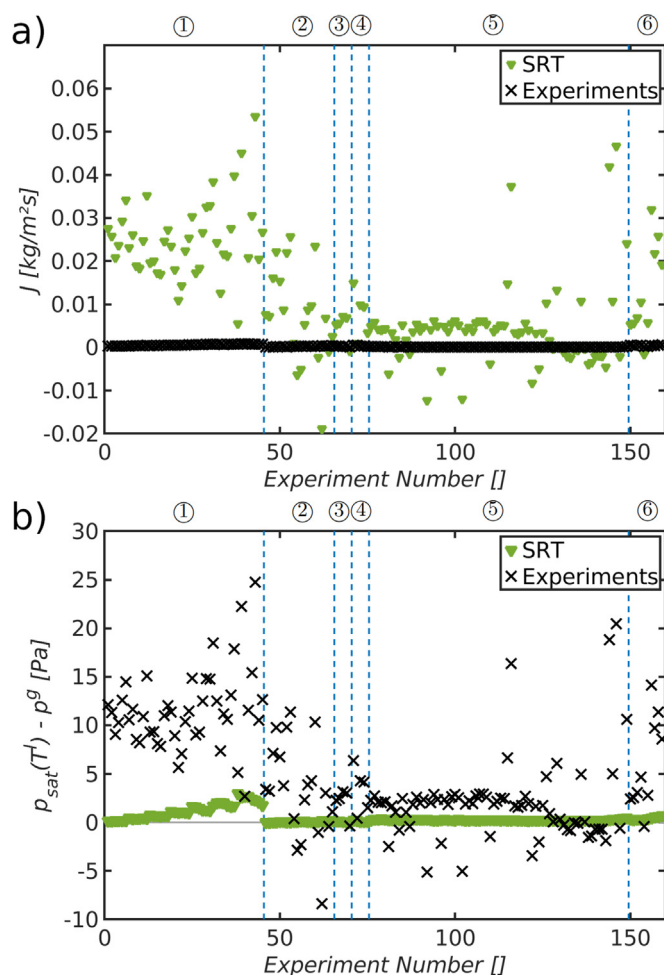 a)
① ② ③ ④ ⑤ ⑥
SRT
Experiments
0.06
0.05
0.04
0.03
0.02
0.01
0
-0.01
-0.02
J [kg/m²s]
0 50 100 150
Experiment Number []
b)
① ② ③ ④ ⑤ ⑥
SRT
Experiments
30
25
20
15
10
5
0
-5
-10
p_sat(T^l) - p^g [Pa]
0 50 100 150
Experiment Number []